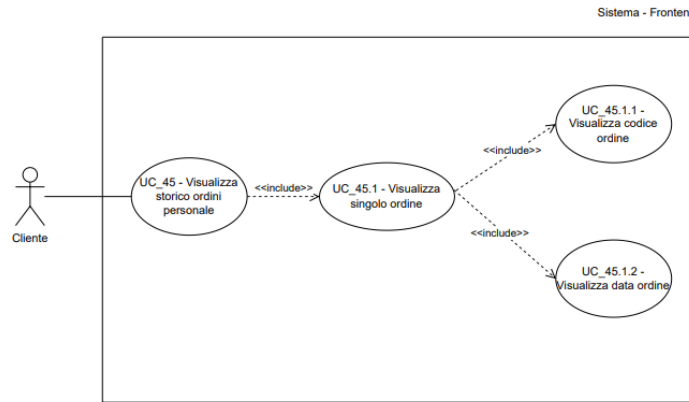 Sistema - Fronten
UC_45.1.1 -
Visualizza codice
ordine
<<include>>
UC_45 - Visualizza
storico ordini
personale
<<include>>
UC_45.1 - Visualizza
singolo ordine
Cliente
<<include>>
UC_45.1.2 -
Visualizza data ordine